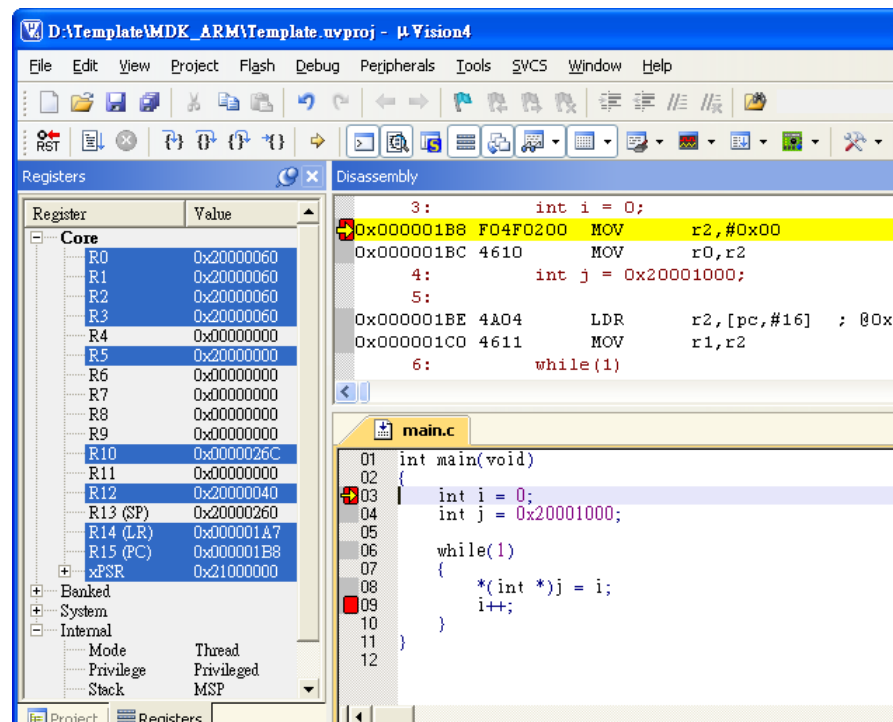 D:\Template\MDK_ARM\Template.uvproj - µVision4
File Edit View Project Flash Debug Peripherals Tools SVCS Window Help
RST
Registers
Register Value
Core
R0 0x20000060
R1 0x20000060
R2 0x20000060
R3 0x20000060
R4 0x00000000
R5 0x20000000
R6 0x00000000
R7 0x00000000
R8 0x00000000
R9 0x00000000
R10 0x0000026C
R11 0x00000000
R12 0x20000040
R13 (SP) 0x20000260
R14 (LR) 0x000001A7
R15 (PC) 0x000001B8
xPSR 0x21000000
Banked
System
Internal
Mode Thread
Privilege Privileged
Stack MSP
Project Registers
Disassembly
3: int i = 0;
0x000001B8 F04F0200 MOV r2,#0x00
0x000001BC 4610 MOV r0,r2
4: int j = 0x20001000;
5:
0x000001BE 4A04 LDR r2,[pc,#16] ; @0x
0x000001C0 4611 MOV r1,r2
6: while(1)
main.c
01 int main(void)
02 {
03 int i = 0;
04 int j = 0x20001000;
05
06 while(1)
07 {
08 *(int *)j = i;
09 i++;
10 }
11 }
12